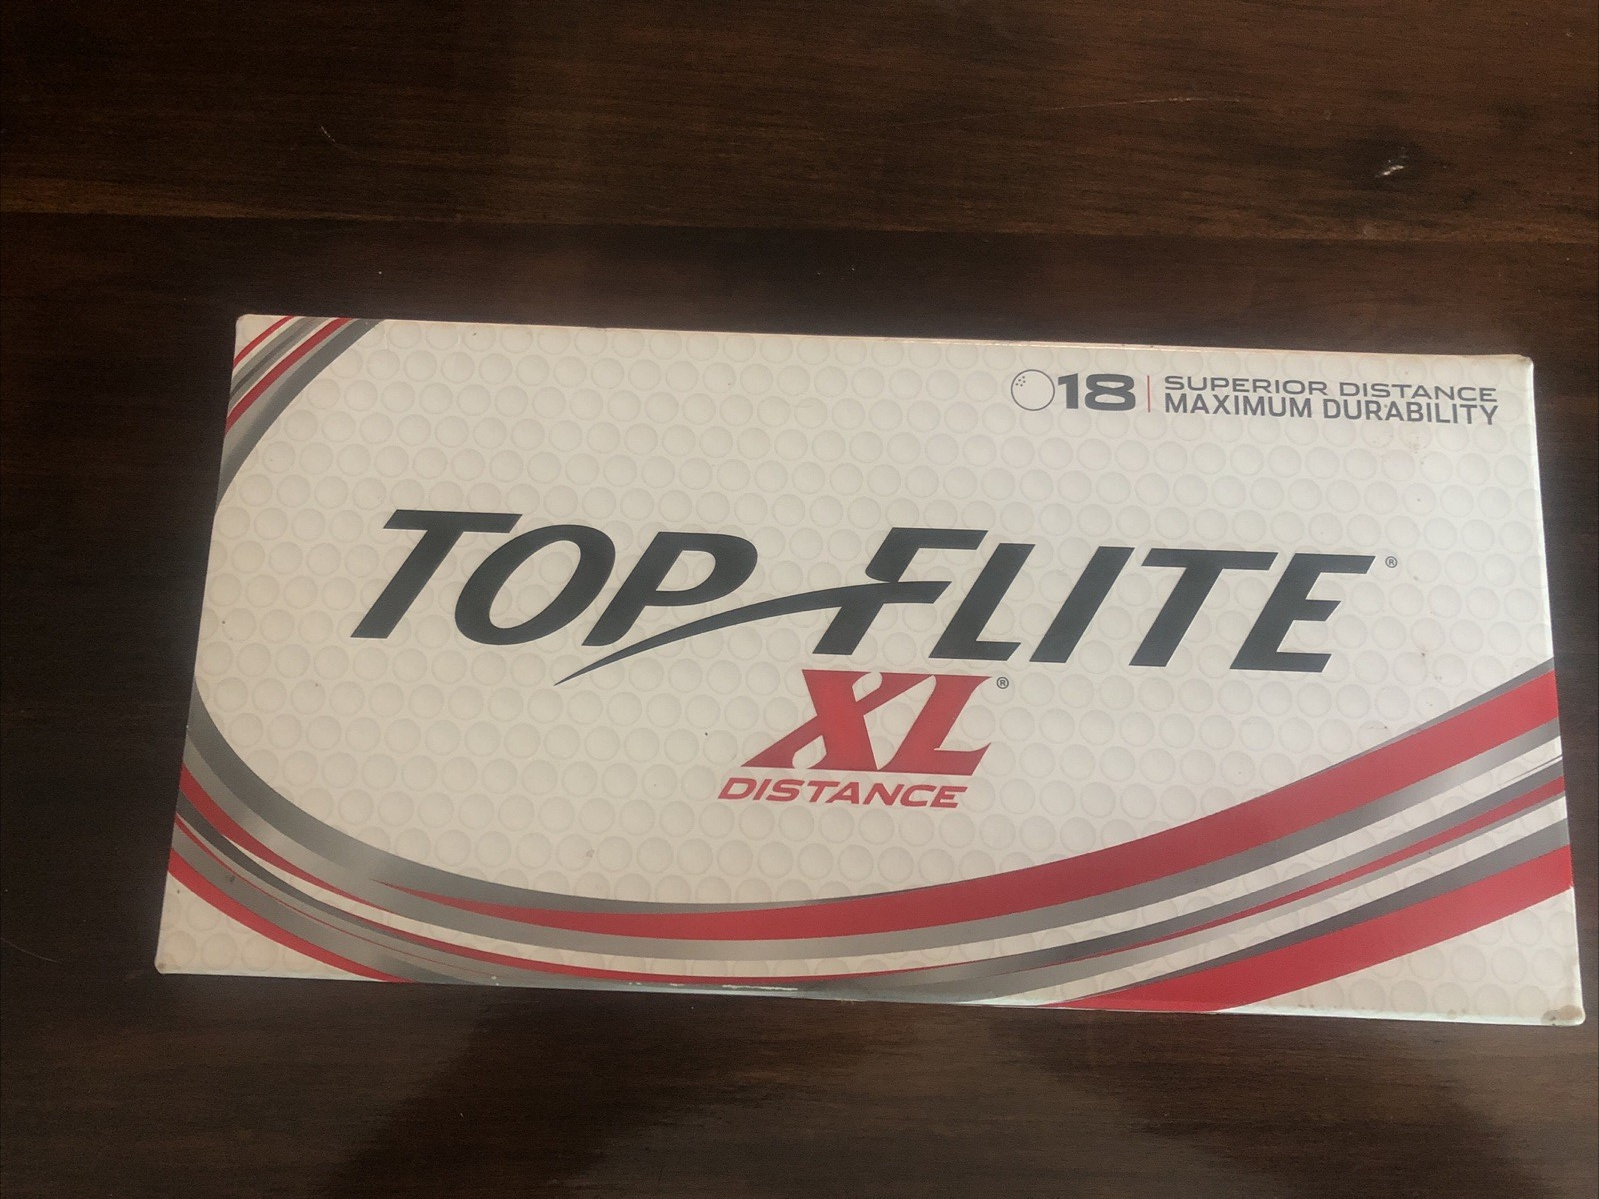 18
SUPERIOR DISTANCE
MAXIMUM DURABILITY
TOP FLITE®
XL®
DISTANCE